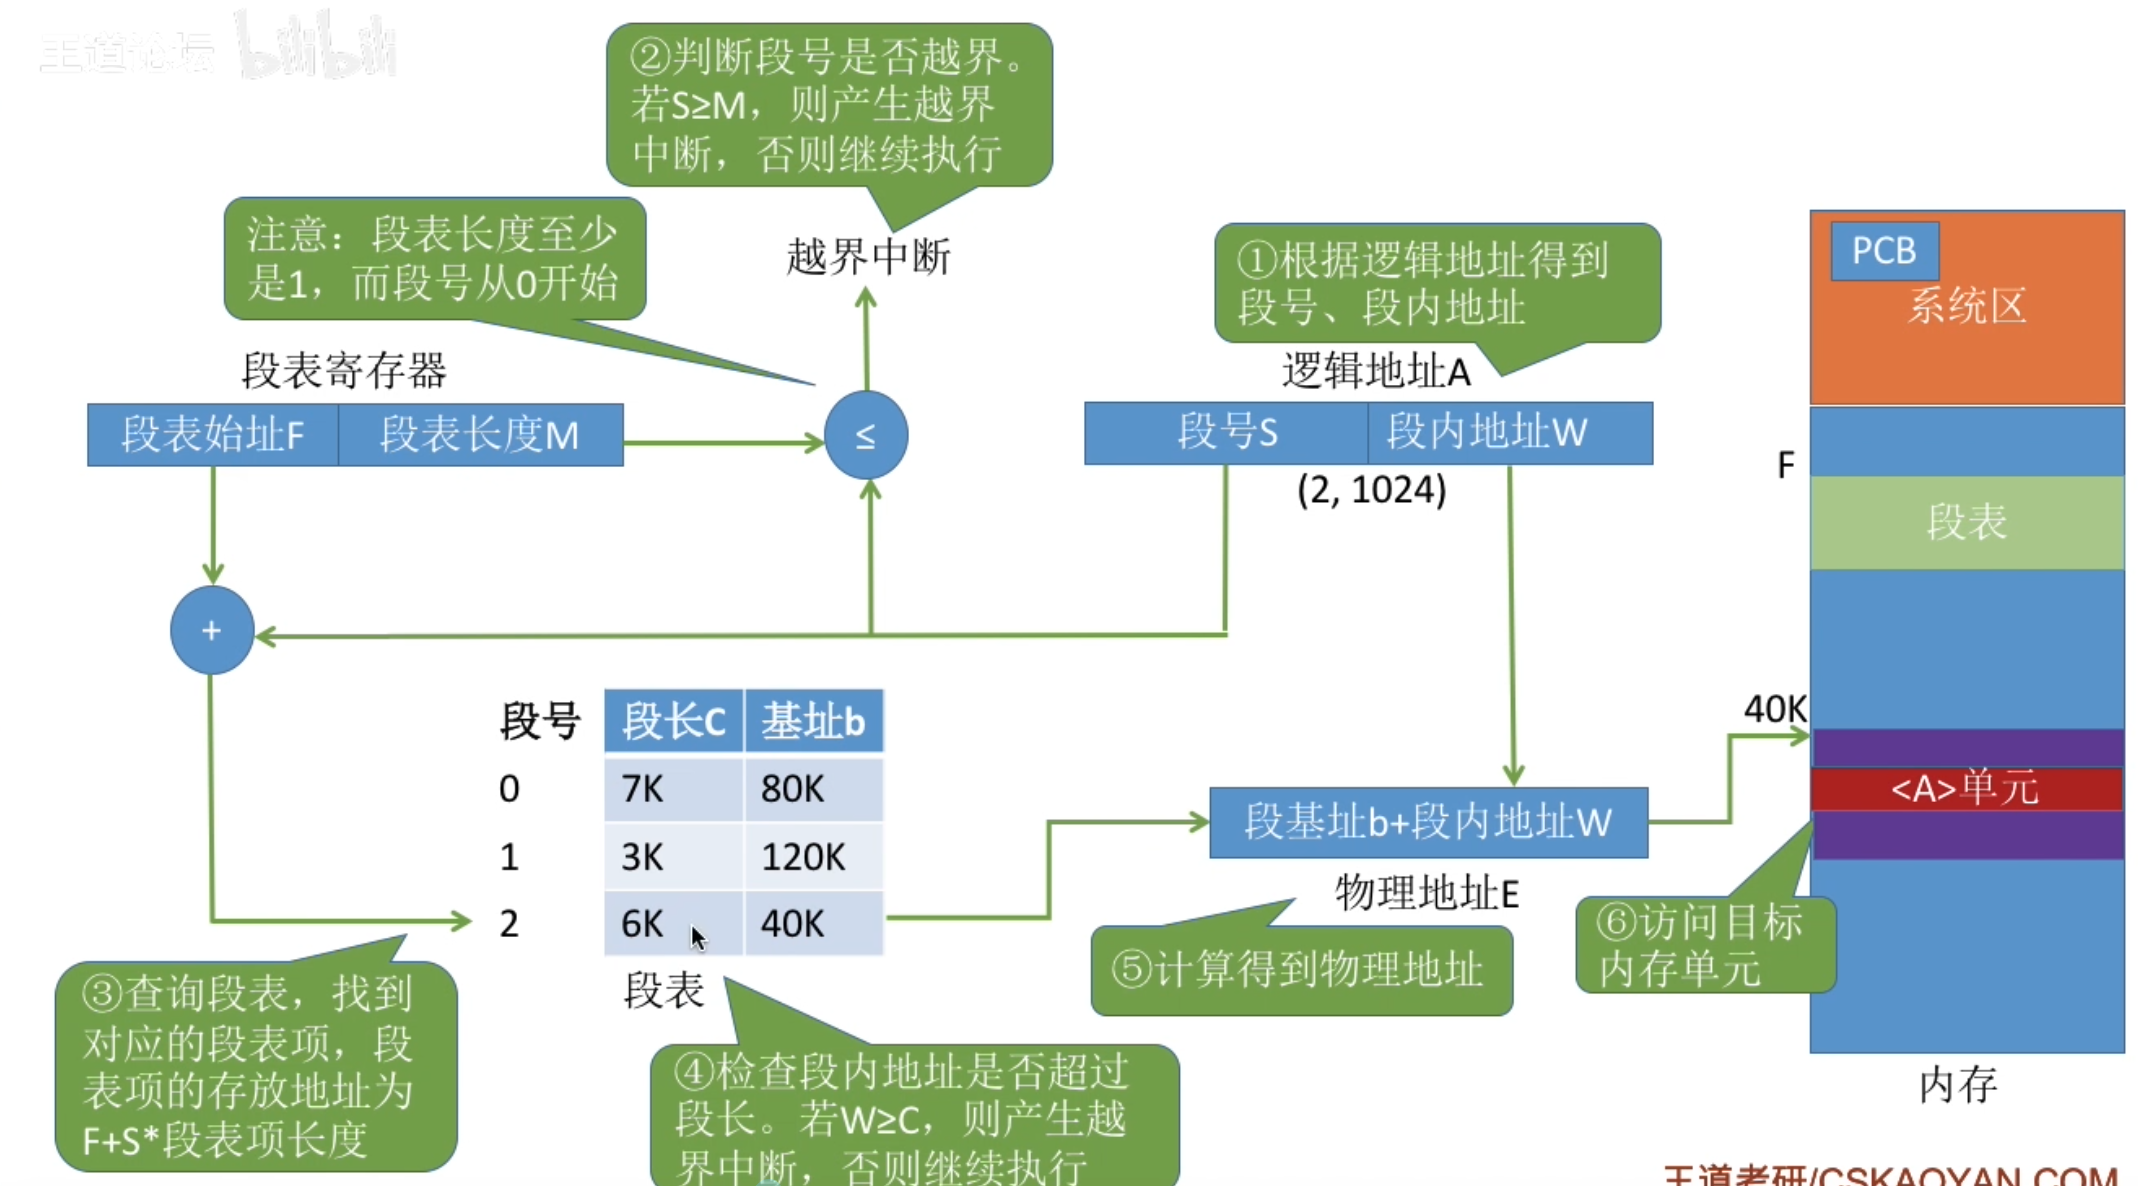 王道论坛 bilibili
②判断段号是否越界。
若S≥M，则产生越界
中断，否则继续执行
注意：段表长度至少
是1，而段号从0开始
越界中断
①根据逻辑地址得到
段号、段内地址
PCB
系统区
段表寄存器
逻辑地址A
段表始址F
段表长度M
≤
段号S
段内地址W
(2, 1024)
F
段表
+
段号
段长C
基址b
0
7K
80K
1
3K
120K
2
6K
40K
段表
40K
<A>单元
段基址b+段内地址W
物理地址E
③查询段表，找到
对应的段表项，段
表项的存放地址为
F+S*段表项长度
④检查段内地址是否超过
段长。若W≥C，则产生越
界中断，否则继续执行
⑤计算得到物理地址
⑥访问目标
内存单元
内存
王道考研/CSKAOYAN.COM